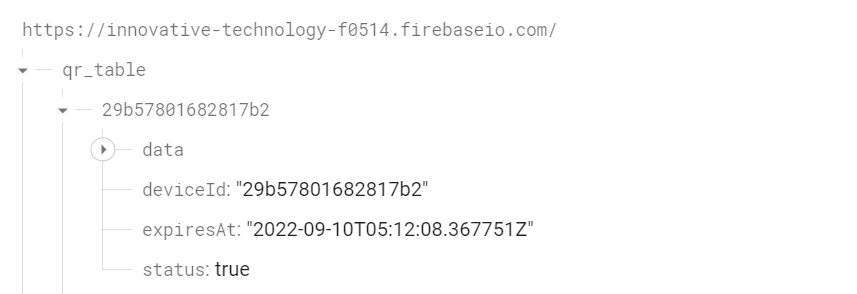 https://innovative-technology-f0514.firebaseio.com/
qr_table
29b57801682817b2
data
deviceId: "29b57801682817b2"
expiresAt: "2022-09-10T05:12:08.367751Z"
status: true